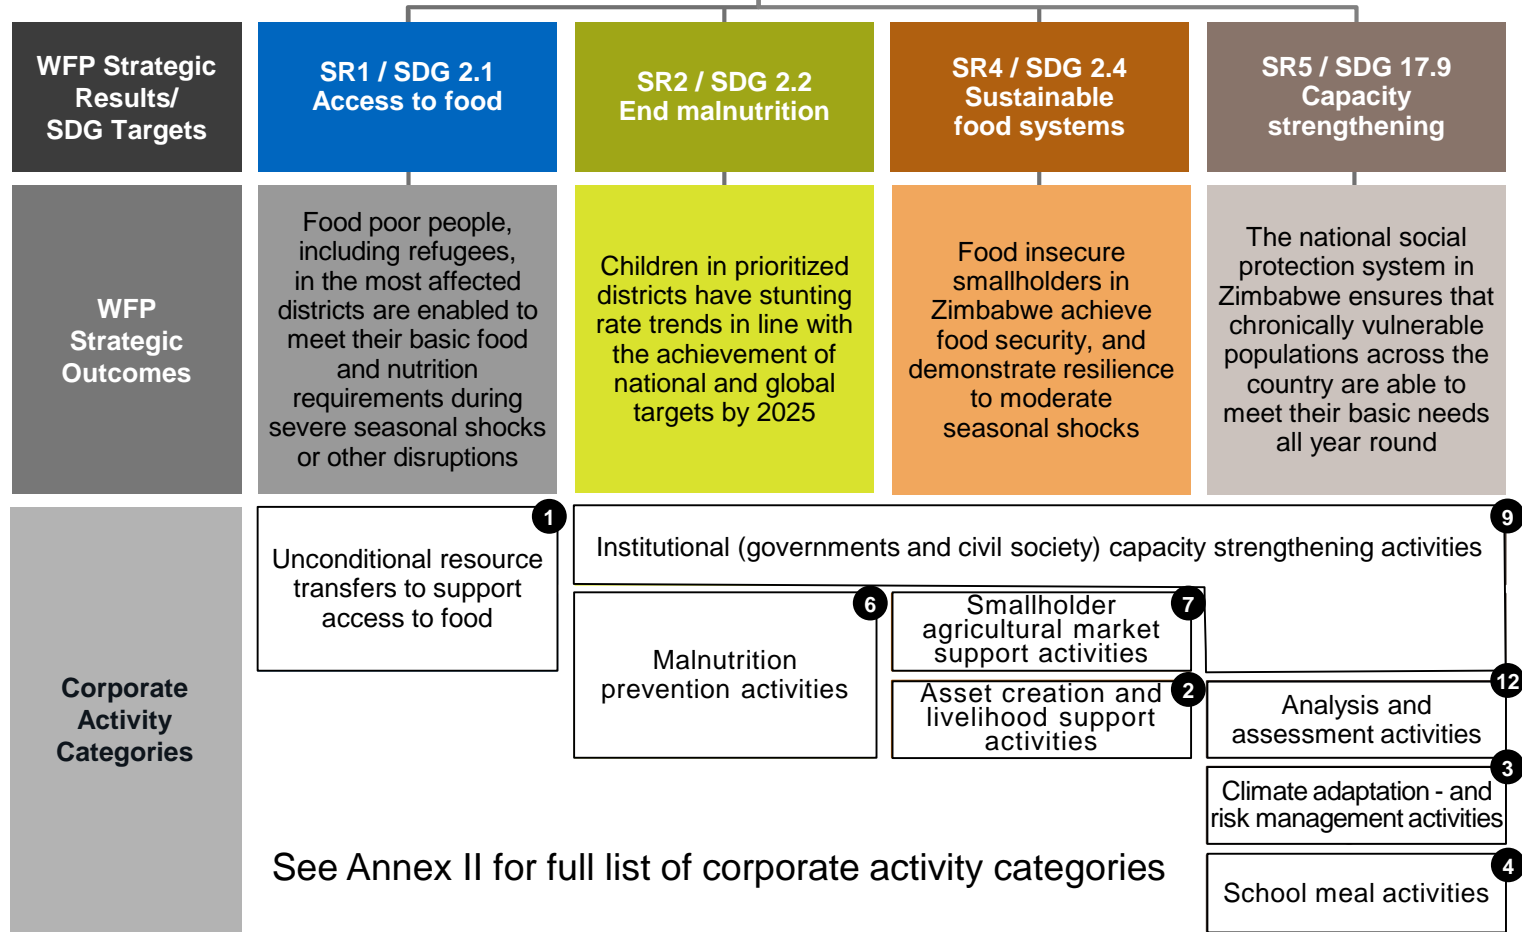 WFP Strategic
Results/
SDG Targets
SR1 / SDG 2.1
Access to food
SR2 / SDG 2.2
End malnutrition
SR4 / SDG 2.4
Sustainable
food systems
SR5 / SDG 17.9
Capacity
strengthening
WFP
Strategic
Outcomes
Food poor people,
including refugees,
in the most affected
districts are enabled to
meet their basic food
and nutrition
requirements during
severe seasonal shocks
or other disruptions
Children in prioritized
districts have stunting
rate trends in line with
the achievement of
national and global
targets by 2025
Food insecure
smallholders in
Zimbabwe achieve
food security, and
demonstrate resilience
to moderate
seasonal shocks
The national social
protection system in
Zimbabwe ensures that
chronically vulnerable
populations across the
country are able to
meet their basic needs
all year round
Corporate
Activity
Categories
1
Unconditional resource
transfers to support
access to food
9
Institutional (governments and civil society) capacity strengthening activities
6
Malnutrition
prevention activities
7
Smallholder
agricultural market
support activities
2
Asset creation and
livelihood support
activities
12
Analysis and
assessment activities
3
Climate adaptation - and
risk management activities
4
School meal activities
See Annex II for full list of corporate activity categories